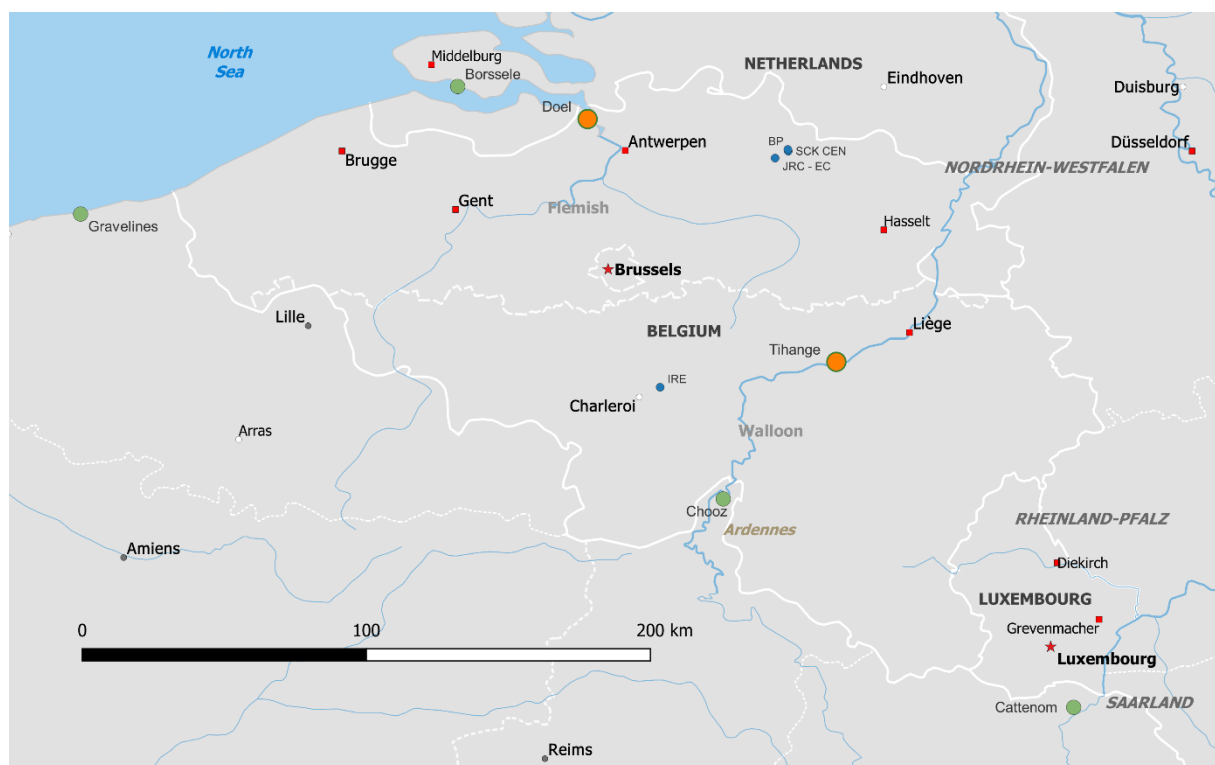 North
Sea
Middelburg
Borssele
NETHERLANDS
Eindhoven
Duisburg
Doel
Antwerpen
BP
SCK CEN
JRC - EC
Düsseldorf
Brugge
NORDRHEIN-WESTFALEN
Gent
Flemish
Gravelines
Hasselt
Brussels
Lille
BELGIUM
Liège
Tihange
IRE
Charleroi
Arras
Walloon
Chooz
Ardennes
RHEINLAND-PFALZ
Amiens
Diekirch
LUXEMBOURG
Grevenmacher
0 100 200 km
Luxembourg
Cattenom
SAARLAND
Reims